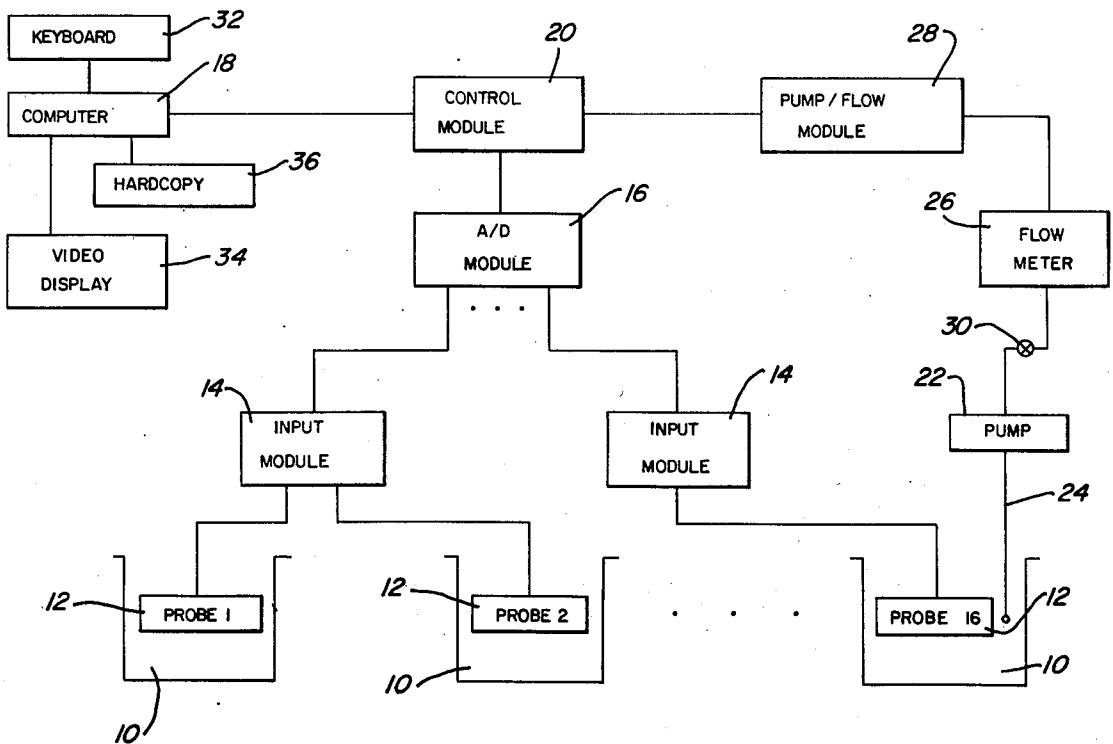 32
KEYBOARD
18
COMPUTER
36
HARDCOPY
VIDEO
DISPLAY
34
20
CONTROL
MODULE
28
PUMP / FLOW
MODULE
16
A/D
MODULE
26
FLOW
METER
30
14
INPUT
MODULE
14
INPUT
MODULE
22
PUMP
24
12
PROBE 1
10
12
PROBE 2
10
PROBE 16
12
10